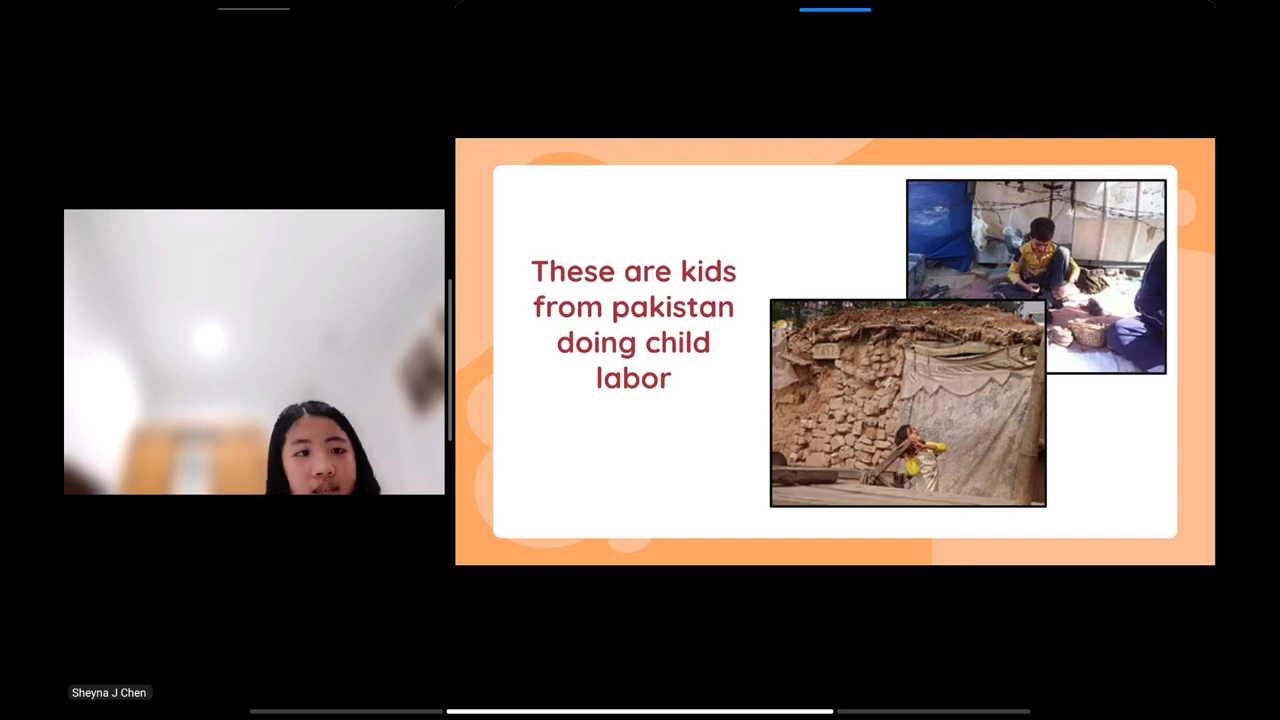 These are kids
from pakistan
doing child
labor
Sheyna J Chen